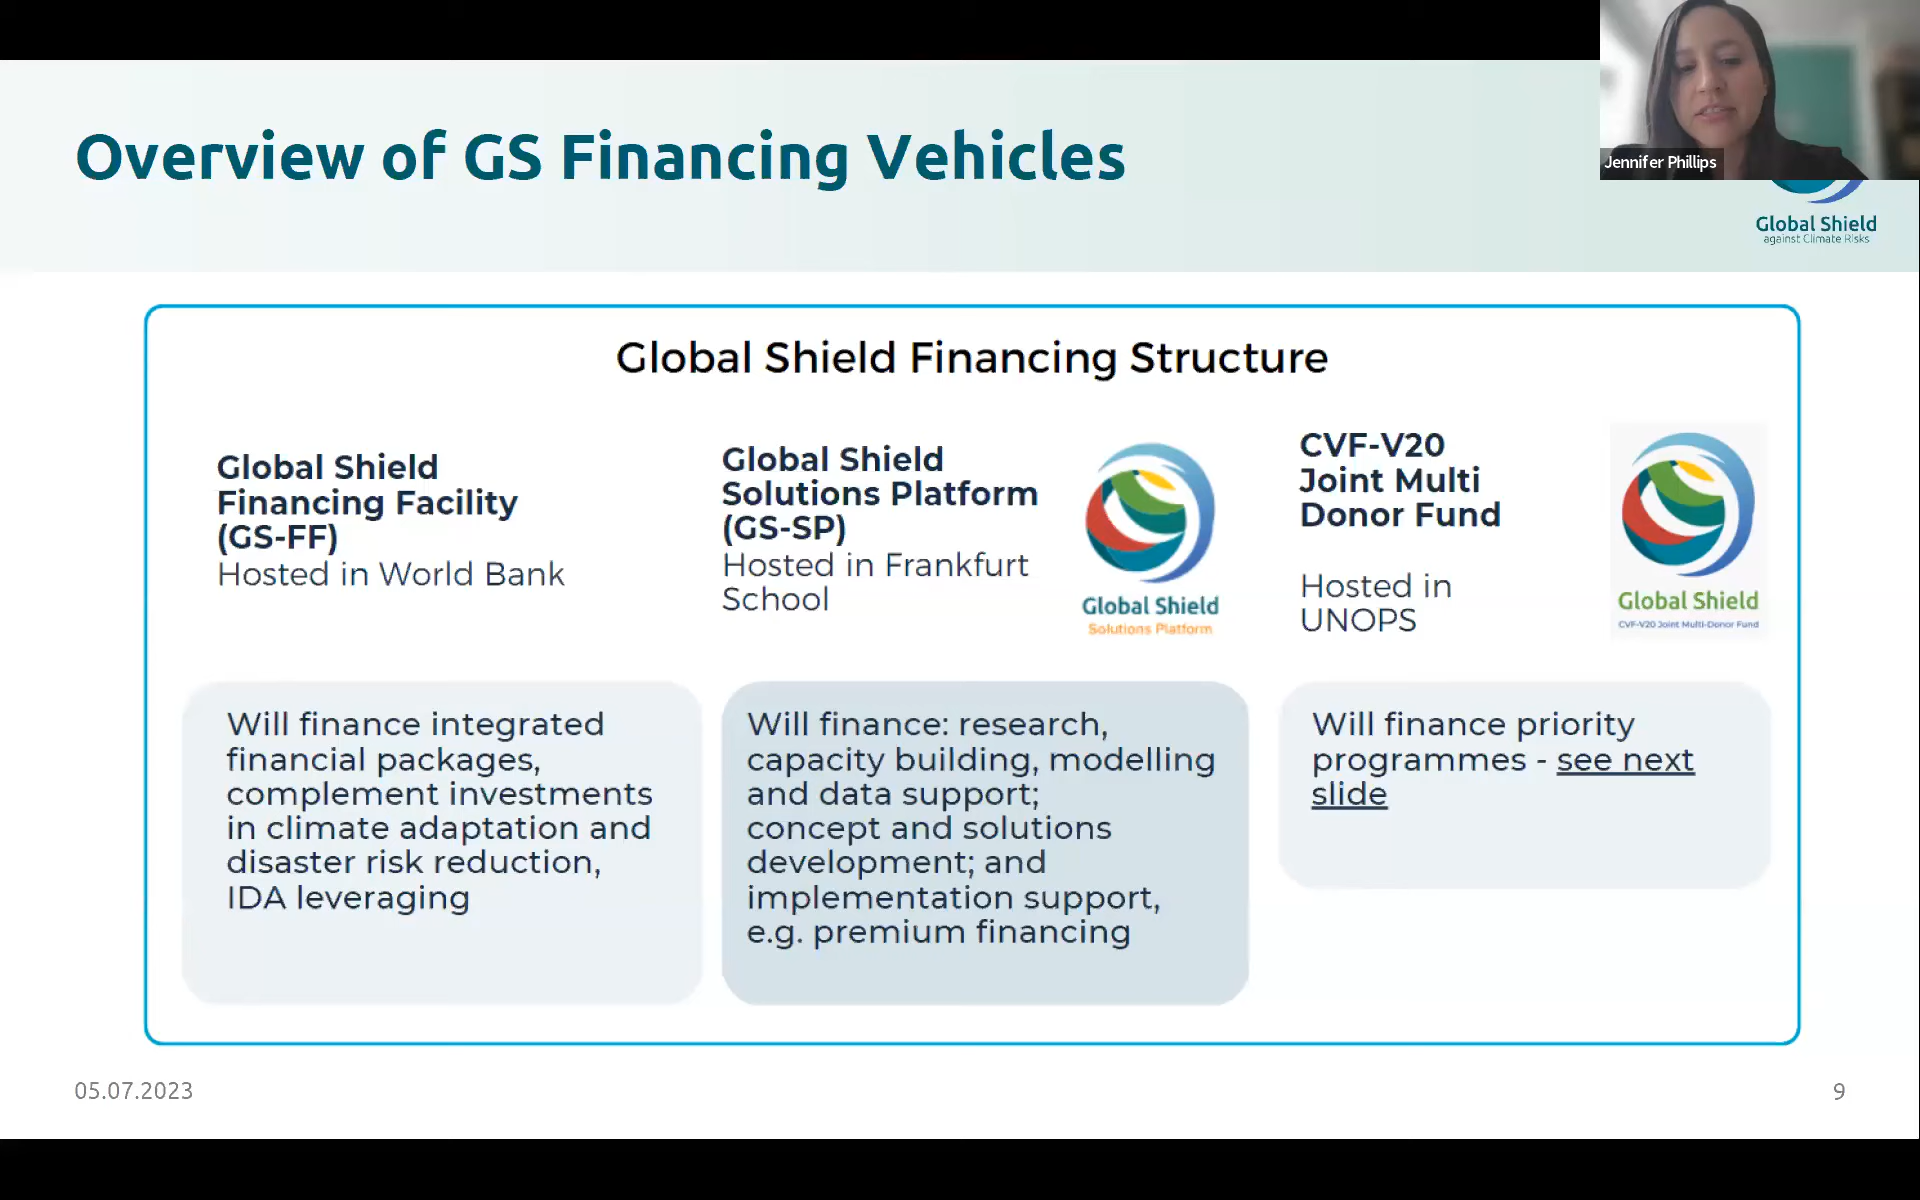 Overview of GS Financing Vehicles
Jennifer Phillips
Global Shield
against Climate Risks
Global Shield Financing Structure
Global Shield
Financing Facility
(GS-FF)
Hosted in World Bank
Global Shield
Solutions Platform
(GS-SP)
Hosted in Frankfurt
School
Global Shield
Solutions Platform
CVF-V20
Joint Multi
Donor Fund
Hosted in
UNOPS
Global Shield
CVF-V20 Joint Multi-Donor Fund
Will finance integrated
financial packages,
complement investments
in climate adaptation and
disaster risk reduction,
IDA leveraging
Will finance: research,
capacity building, modelling
and data support;
concept and solutions
development; and
implementation support,
e.g. premium financing
Will finance priority
programmes - see next
slide
05.07.2023
9